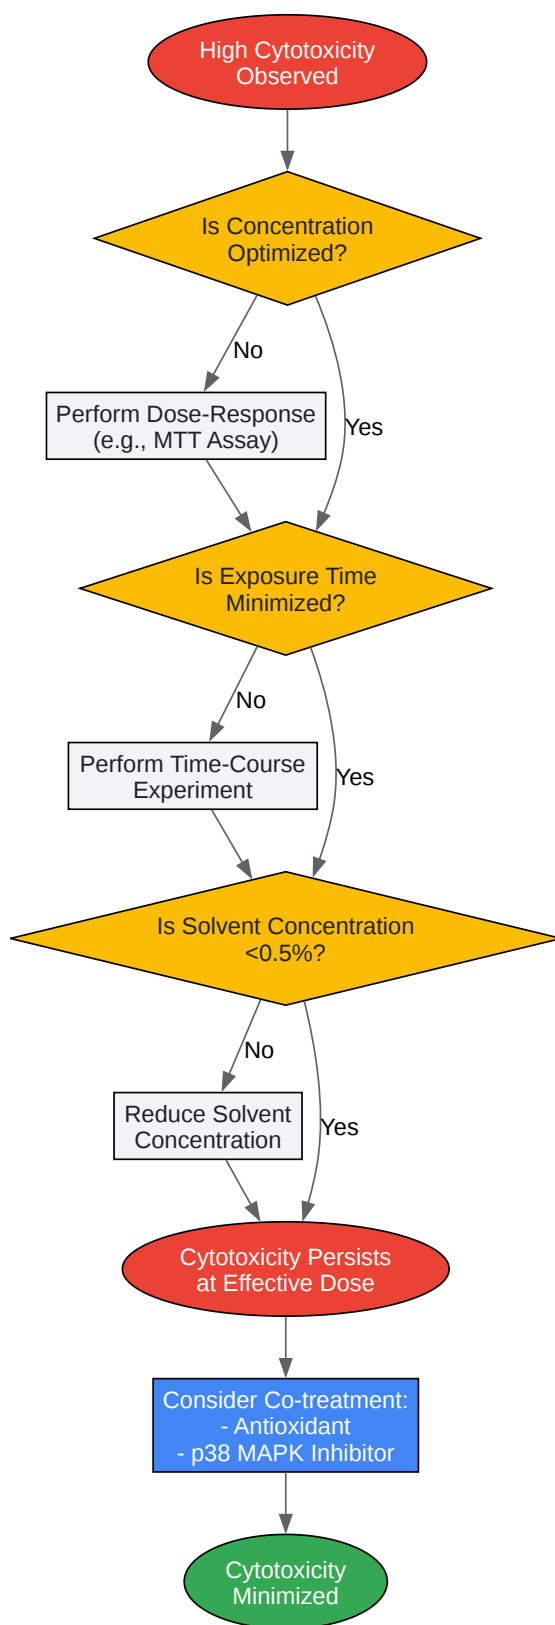 High Cytotoxicity
Observed
Is Concentration
Optimized?
No
Perform Dose-Response
(e.g., MTT Assay)
Yes
Is Exposure Time
Minimized?
No
Perform Time-Course
Experiment
Yes
Is Solvent Concentration
<0.5%?
No
Reduce Solvent
Concentration
Yes
Cytotoxicity Persists
at Effective Dose
Consider Co-treatment:
- Antioxidant
- p38 MAPK Inhibitor
Cytotoxicity
Minimized